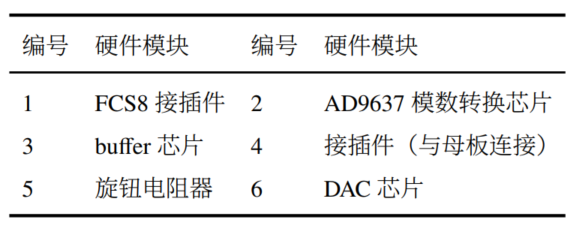 编号 硬件模块 编号 硬件模块
1 FCS8 接插件 2 AD9637 模数转换芯片
3 buffer 芯片 4 接插件（与母板连接）
5 旋钮电阻器 6 DAC 芯片